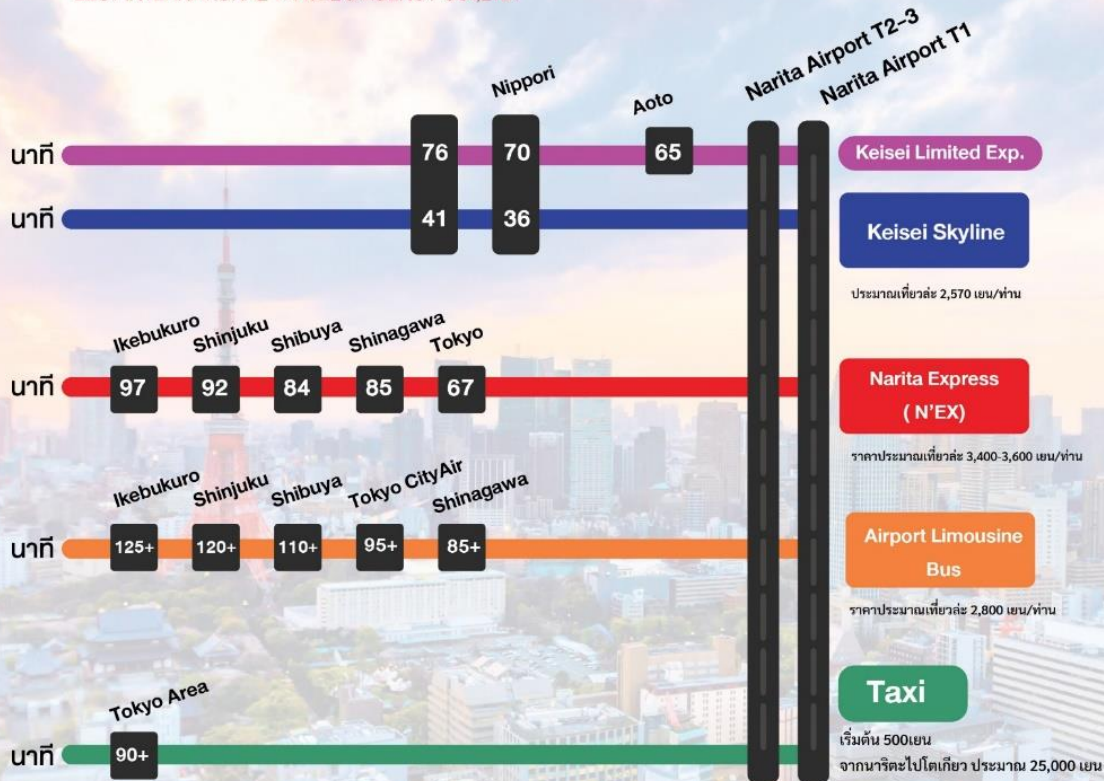 Narita Airport T2-3
Narita Airport T1
Nippori
Aoto
นาที
76
70
65
Keisei Limited Exp.
นาที
41
36
Keisei Skyline
ประมาณเที่ยวล่ะ 2,570 เยน/ท่าน
Ikebukuro
Shinjuku
Shibuya
Shinagawa
Tokyo
นาที
97
92
84
85
67
Narita Express
( N'EX)
ราคาประมาณเที่ยวล่ะ 3,400-3,600 เยน/ท่าน
Ikebukuro
Shinjuku
Shibuya
Tokyo CityAir
Shinagawa
นาที
125+
120+
110+
95+
85+
Airport Limousine
Bus
ราคาประมาณเที่ยวล่ะ 2,800 เยน/ท่าน
Tokyo Area
นาที
90+
Taxi
เริ่มต้น 500เยน
จากนาริตะไปโตเกียว ประมาณ 25,000 เยน